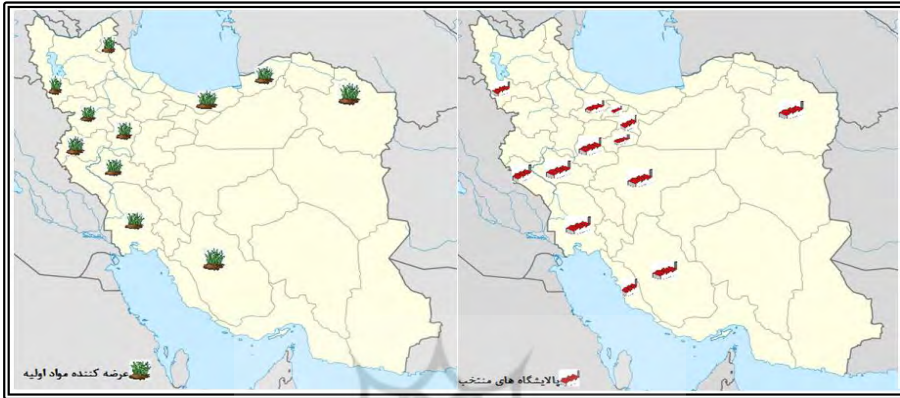 عرضه کننده مواد اولیه
پالایشگاه های منتخب